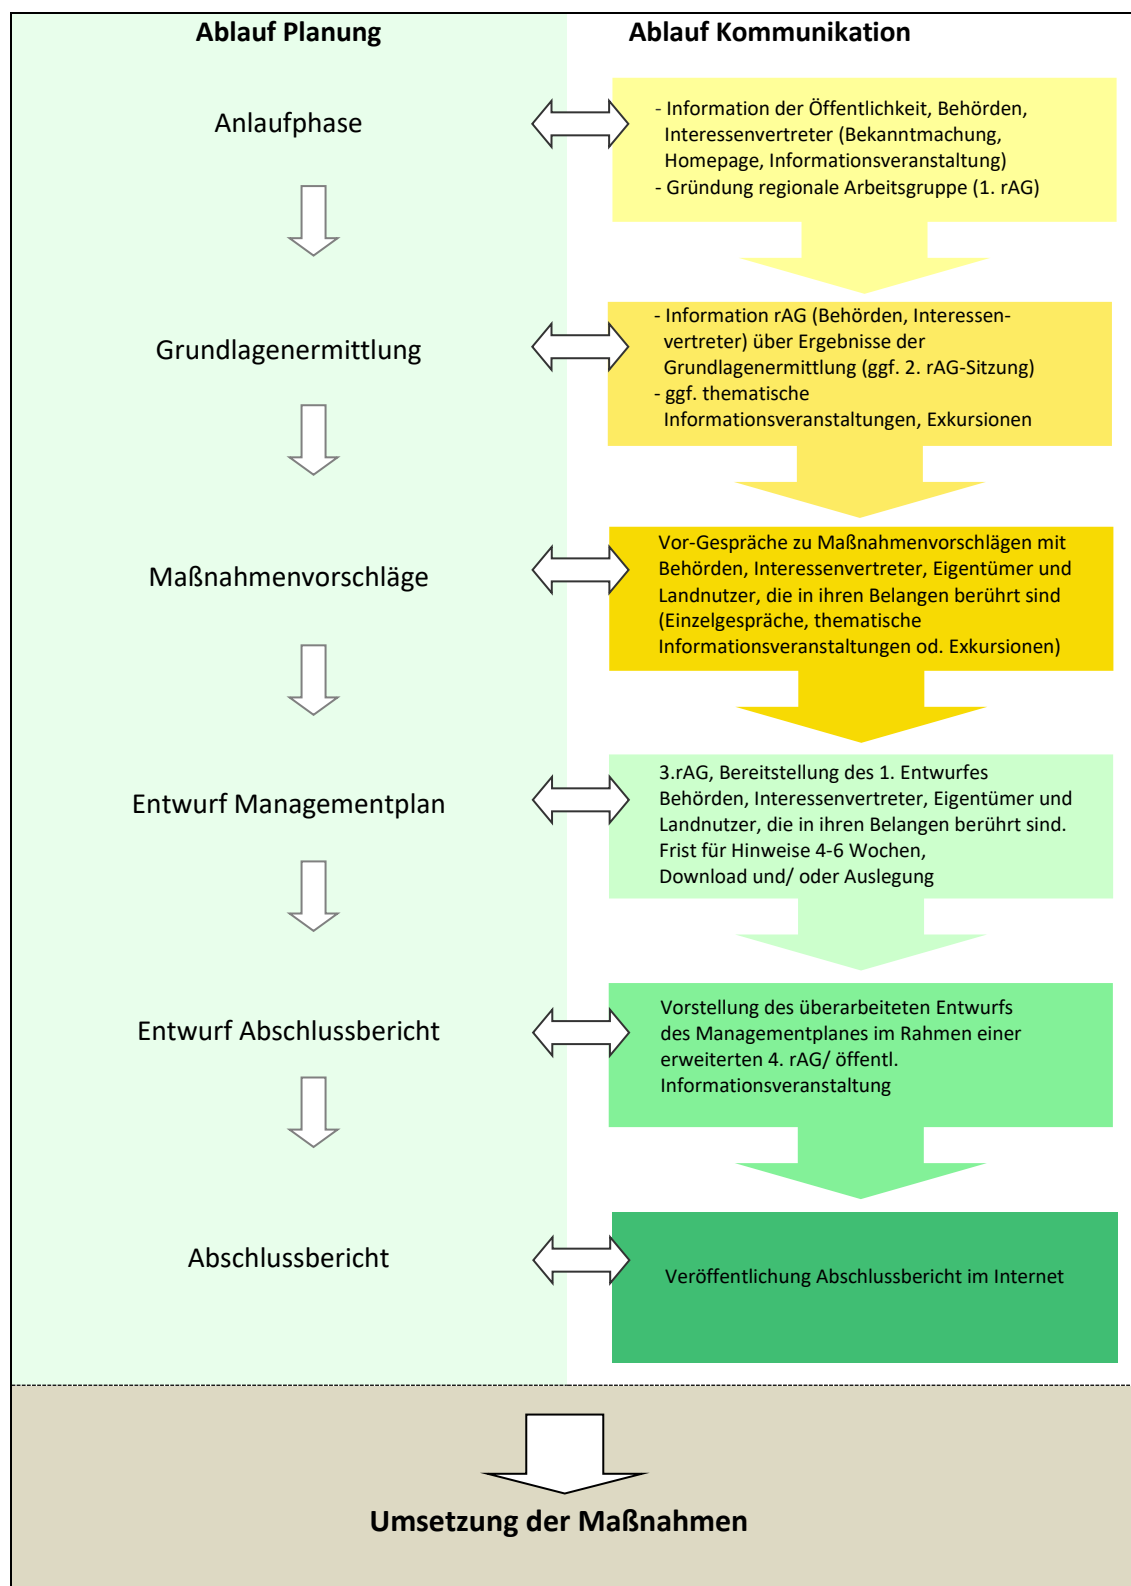 Ablauf Planung
Ablauf Kommunikation
Anlaufphase
- Information der Öffentlichkeit, Behörden,
Interessenvertreter (Bekanntmachung,
Homepage, Informationsveranstaltung)
- Gründung regionale Arbeitsgruppe (1. rAG)
Grundlagenermittlung
- Information rAG (Behörden, Interessen-
vertreter) über Ergebnisse der
Grundlagenermittlung (ggf. 2. rAG-Sitzung)
- ggf. thematische
Informationsveranstaltungen, Exkursionen
Maßnahmenvorschläge
Vor-Gespräche zu Maßnahmenvorschlägen mit
Behörden, Interessenvertreter, Eigentümer und
Landnutzer, die in ihren Belangen berührt sind
(Einzelgespräche, thematische
Informationsveranstaltungen od. Exkursionen)
Entwurf Managementplan
3.rAG, Bereitstellung des 1. Entwurfes
Behörden, Interessenvertreter, Eigentümer und
Landnutzer, die in ihren Belangen berührt sind.
Frist für Hinweise 4-6 Wochen,
Download und/ oder Auslegung
Entwurf Abschlussbericht
Vorstellung des überarbeiteten Entwurfs
des Managementplanes im Rahmen einer
erweiterten 4. rAG/ öffentl.
Informationsveranstaltung
Abschlussbericht
Veröffentlichung Abschlussbericht im Internet
Umsetzung der Maßnahmen